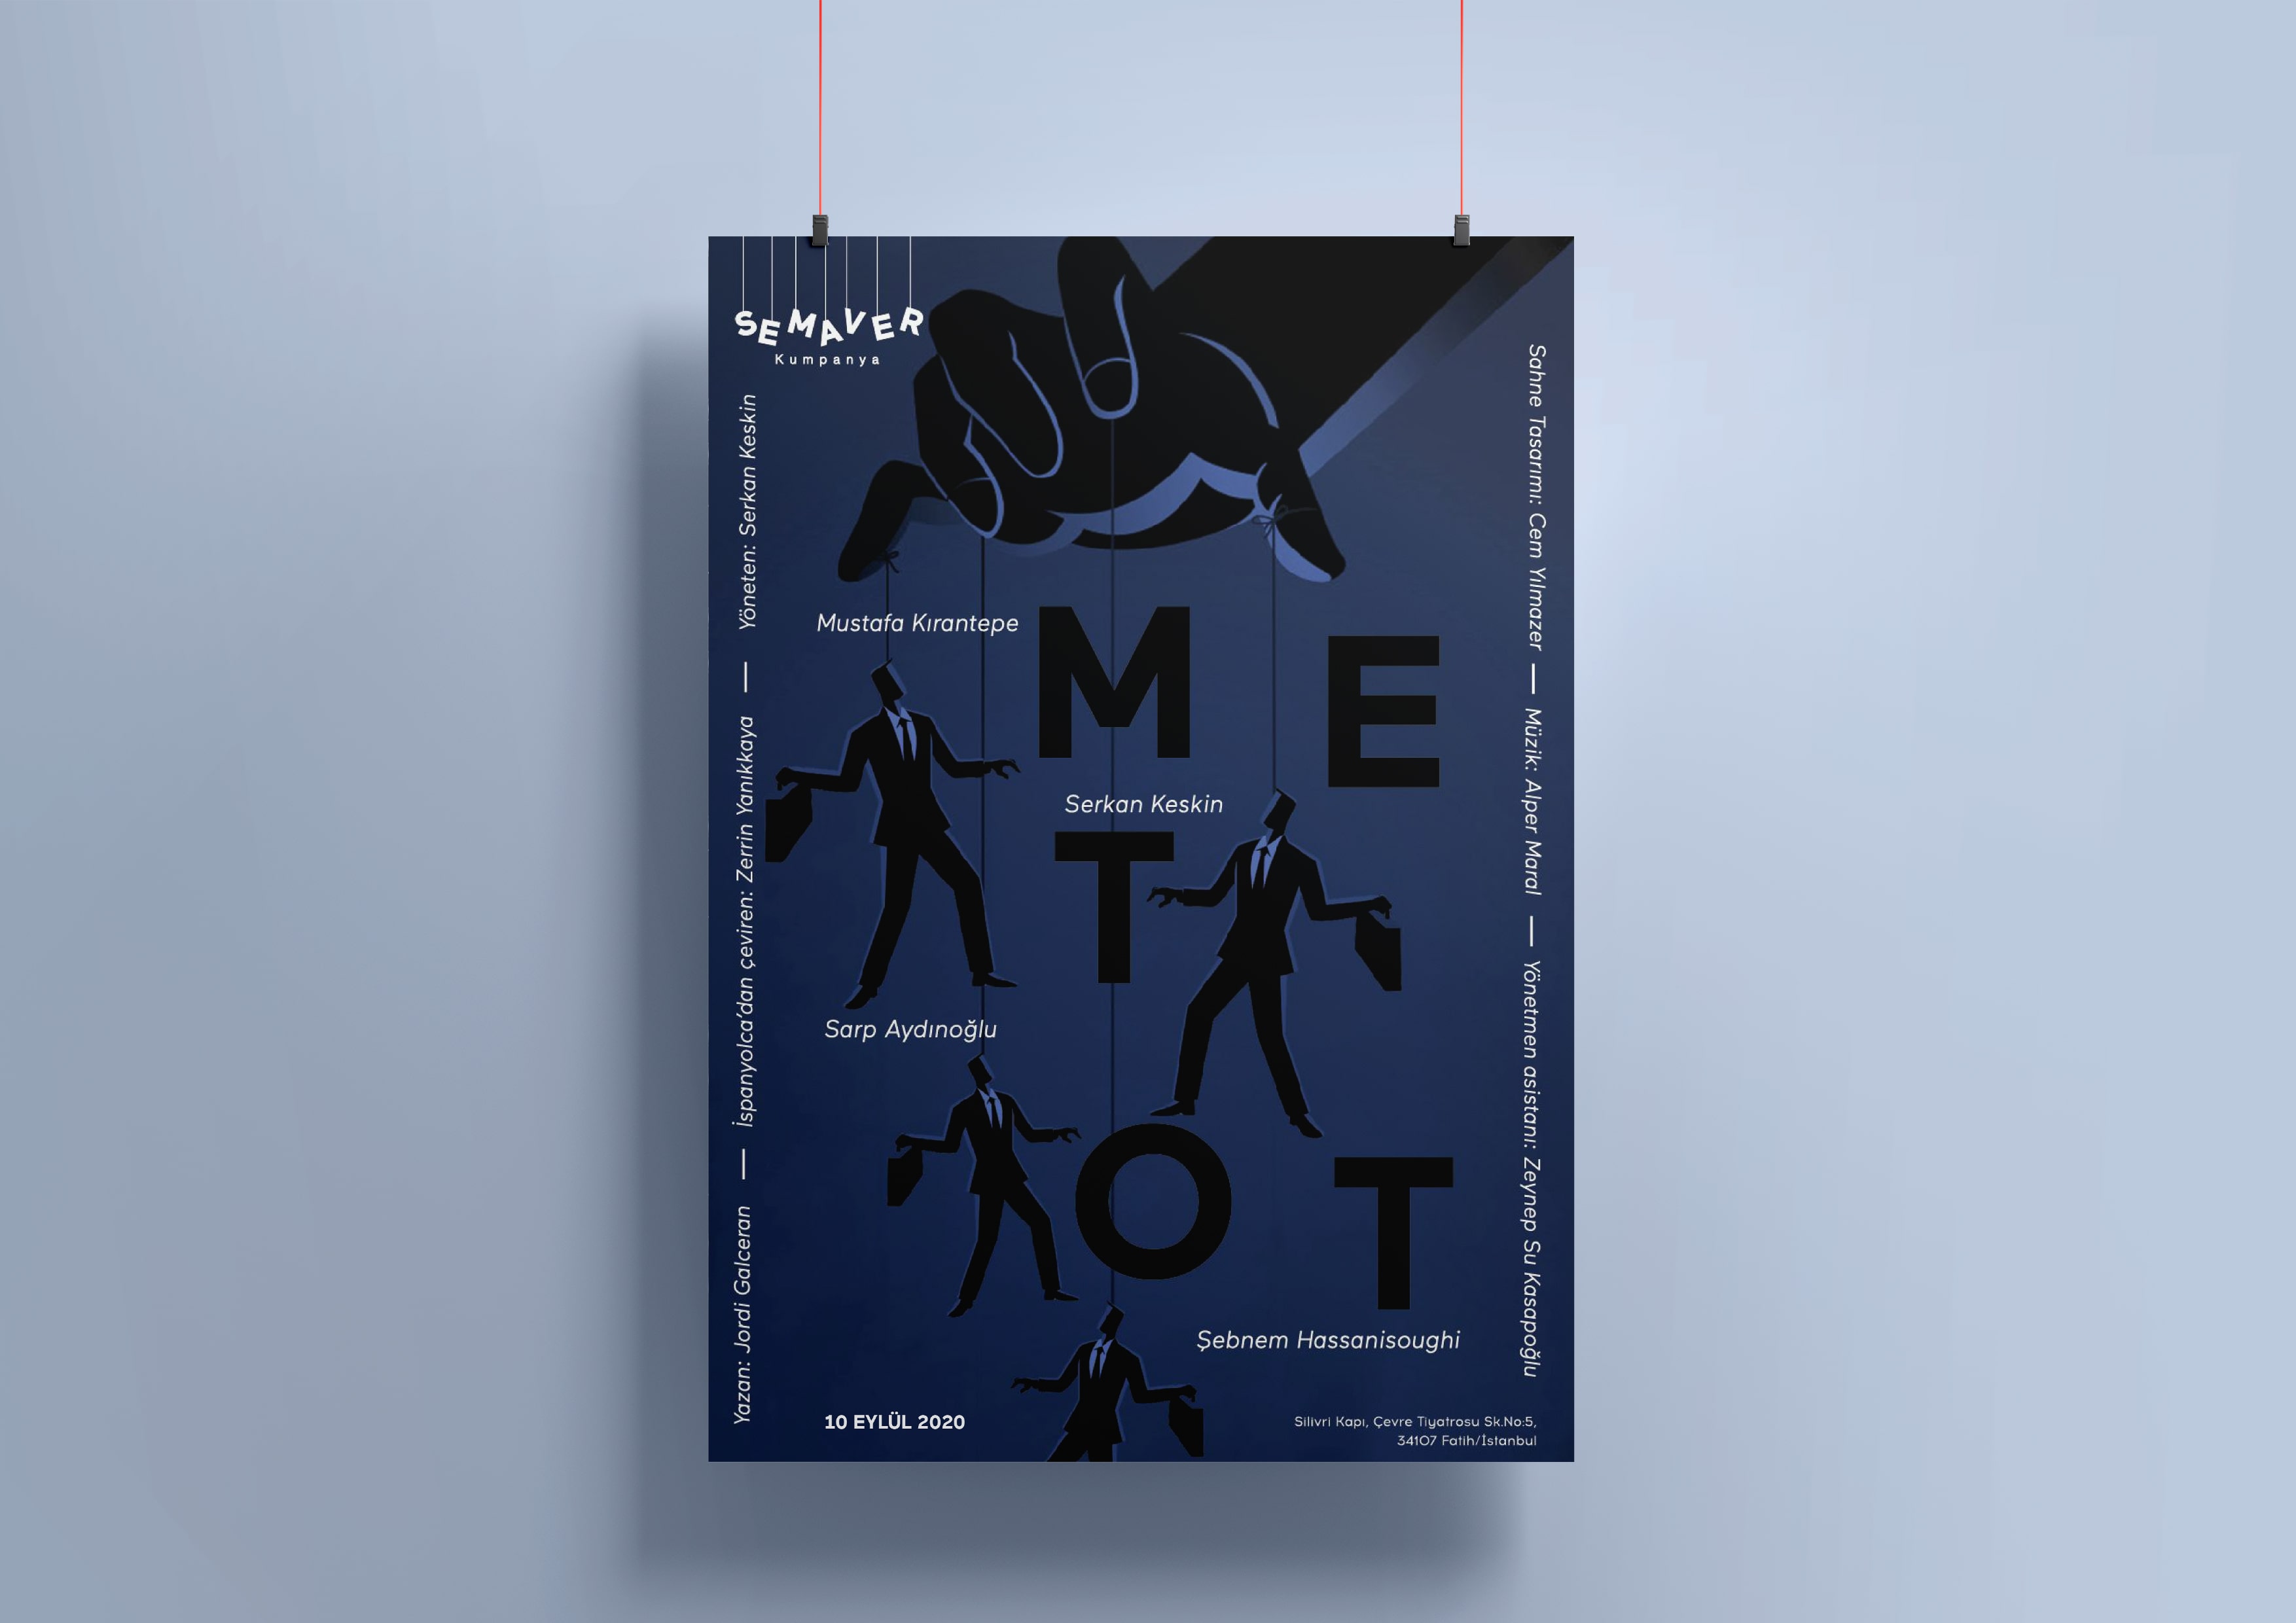 SEMAVER
Kumpanya
Yöneten: Serkan Keskin — İspanyolca'dan çeviren: Zerrin Yanıkkaya — Yazan: Jordi Galceran
Sahne Tasarımı: Cem Yılmazer — Müzik: Alper Maral — Yönetmen asistanı: Zeynep Su Kasapoğlu
Mustafa Kırantepe
M E
Serkan Keskin
T
Sarp Aydınoğlu
O T
Şebnem Hassanisoughi
10 EYLÜL 2020
Silivri Kapı, Çevre Tiyatrosu Sk.No:5,
34107 Fatih/İstanbul